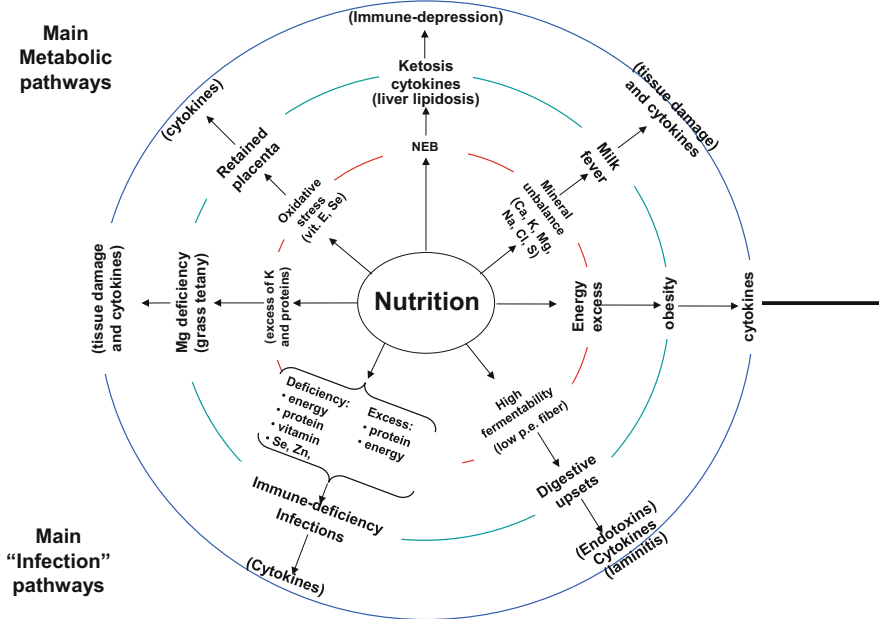 Main
Metabolic
pathways
(Immune-depression)
Ketosis
cytokines
(liver lipidosis)
NEB
(tissue damage)
and cytokines
Milk
fever
Mineral
unbalance
(Ca, K, Mg,
Na, Cl, S)
(cytokines)
Retained
placenta
Oxidative
stress
(vit. E, Se)
(tissue damage
and cytokines)
Mg deficiency
(grass tetany)
(excess of K
and proteins)
Nutrition
Energy
excess
obesity
cytokines
Deficiency:
• energy
• protein
• vitamin
• Se, Zn,
Excess:
• protein
• energy
High
fermentability
(low p.e. fiber)
Digestive
upsets
(Endotoxins)
Cytokines
(laminitis)
Immune-deficiency
Infections
(Cytokines)
Main
“Infection”
pathways